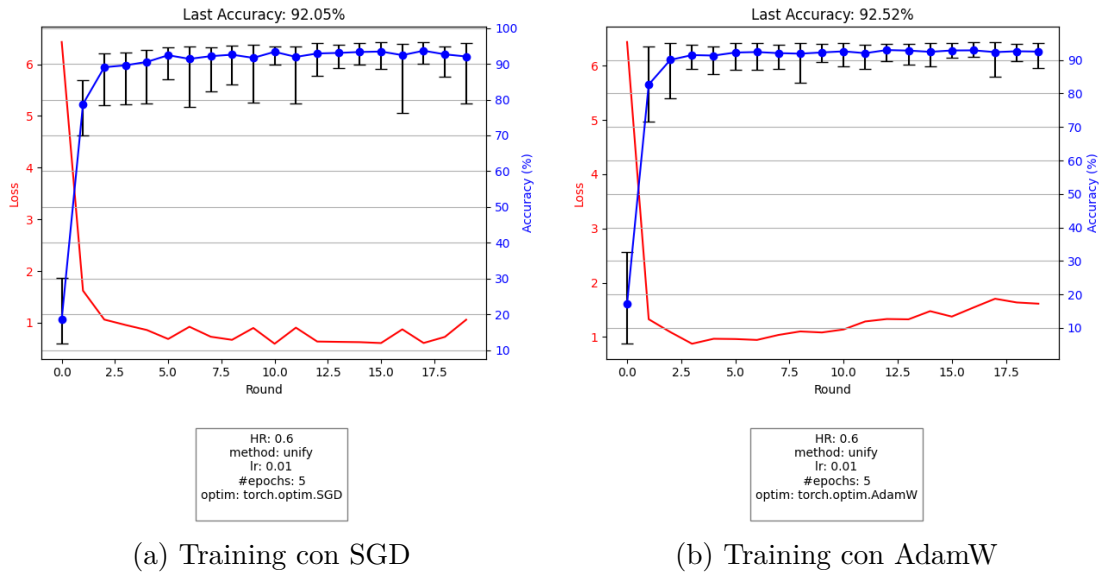 Last Accuracy: 92.05%
100
90
80
70
60
50
40
30
20
10
Accuracy (%)
6
5
4
3
2
1
Loss
0.0 2.5 5.0 7.5 10.0 12.5 15.0 17.5
Round
HR: 0.6
method: unify
lr: 0.01
#epochs: 5
optim: torch.optim.SGD
(a) Training con SGD
Last Accuracy: 92.52%
90
80
70
60
50
40
30
20
10
Accuracy (%)
6
5
4
3
2
1
Loss
0.0 2.5 5.0 7.5 10.0 12.5 15.0 17.5
Round
HR: 0.6
method: unify
lr: 0.01
#epochs: 5
optim: torch.optim.AdamW
(b) Training con AdamW